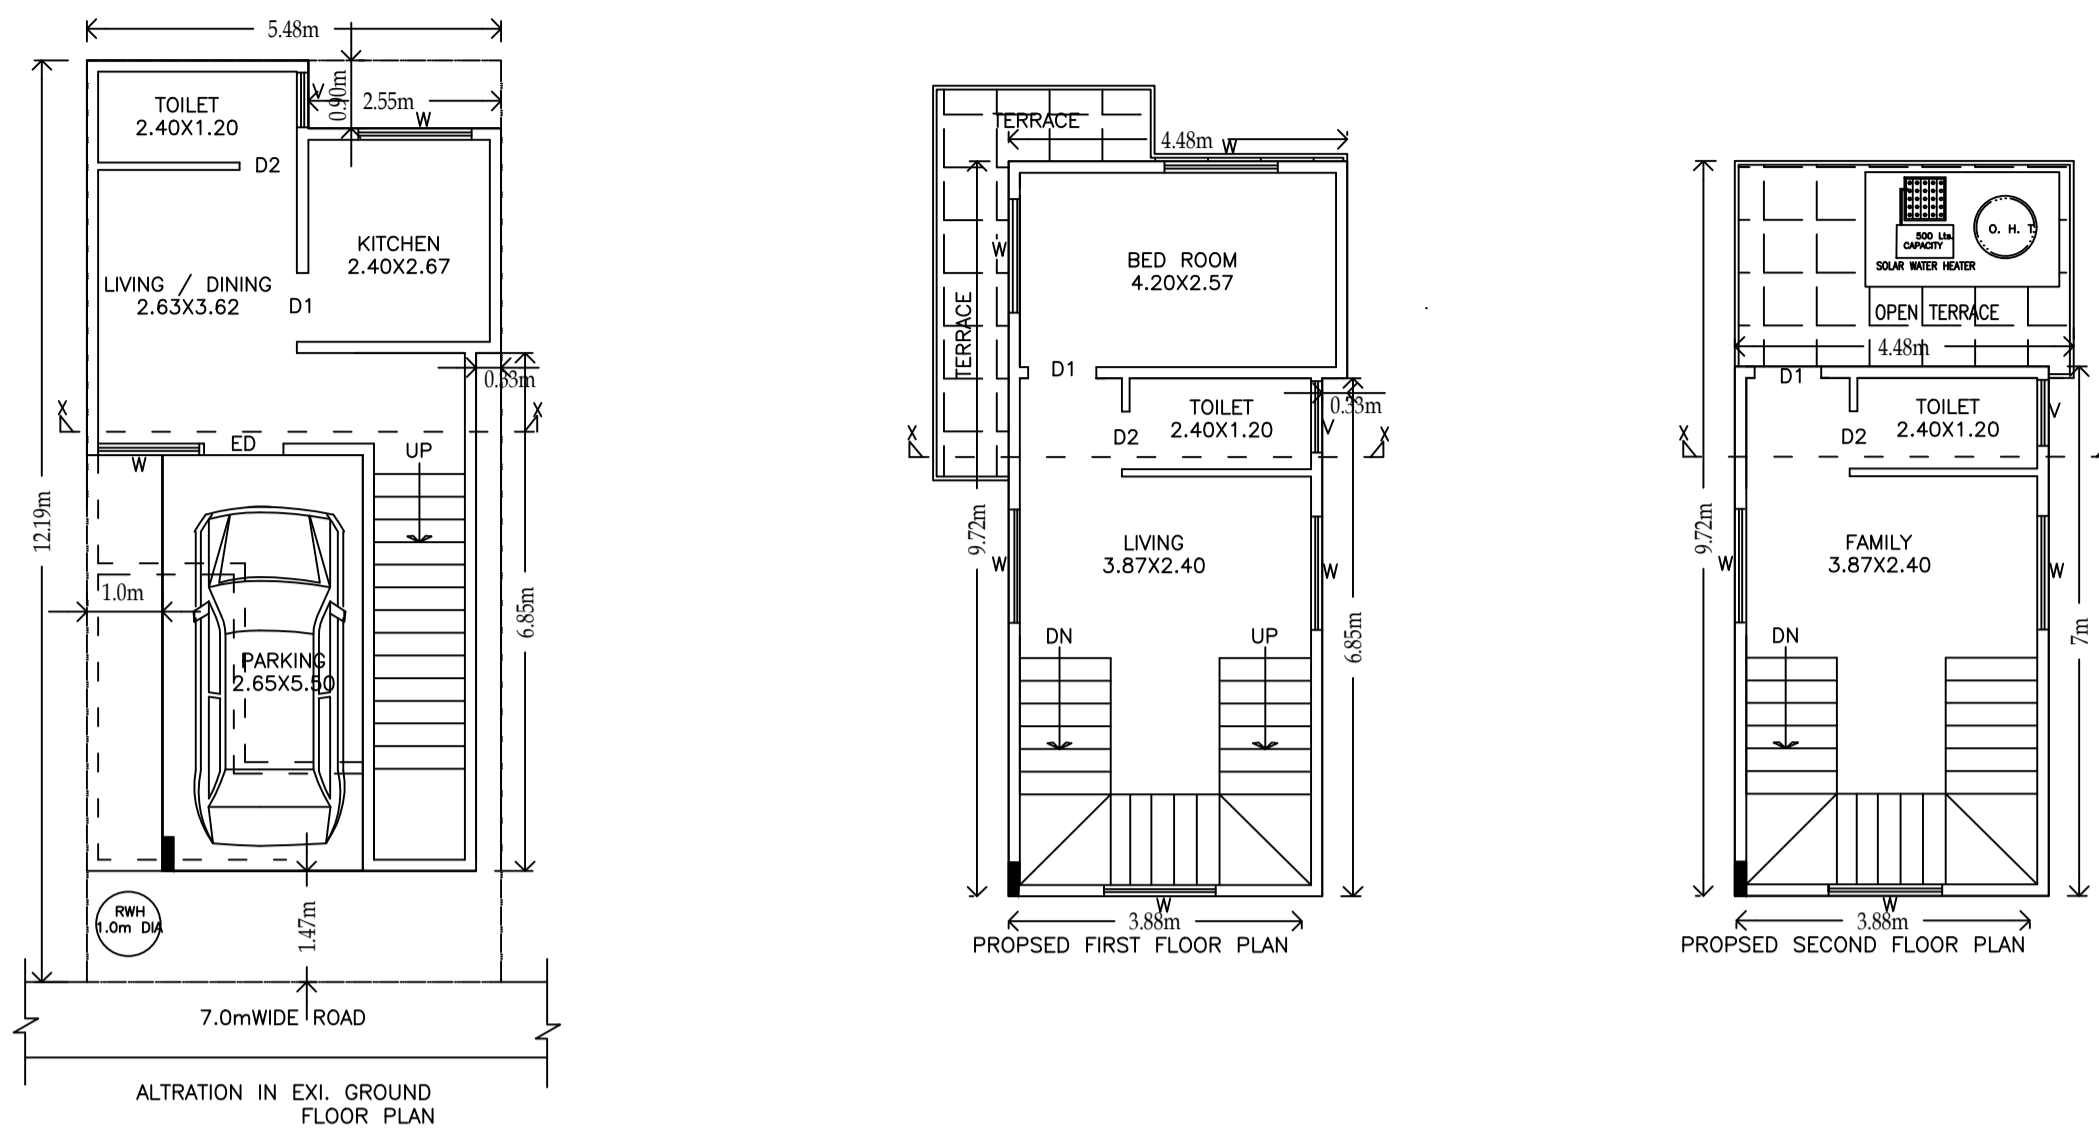 5.48m
0.90m
V
2.55m
W
TOILET
2.40X1.20
D2
KITCHEN
2.40X2.67
LIVING / DINING
2.63X3.62
D1
0.33m
X
X
ED
UP
W
12.19m
1.0m
6.85m
PARKING
2.65X5.50
RWH
1.0m DIA
1.47m
7.0mWIDE ROAD
ALTRATION IN EXI. GROUND
FLOOR PLAN
TERRACE
4.48m
W
W
BED ROOM
4.20X2.57
TERRACE
D1
0.33m
TOILET
2.40X1.20
V
X
X
D2
9.72m
LIVING
3.87X2.40
W
W
6.85m
DN
UP
W
3.88m
PROPSED FIRST FLOOR PLAN
500 Lts.
CAPACITY
O. H. T.
SOLAR WATER HEATER
OPEN TERRACE
4.48m
D1
TOILET
2.40X1.20
V
X
D2
9.72m
FAMILY
3.87X2.40
W
W
7m
DN
W
3.88m
PROPSED SECOND FLOOR PLAN